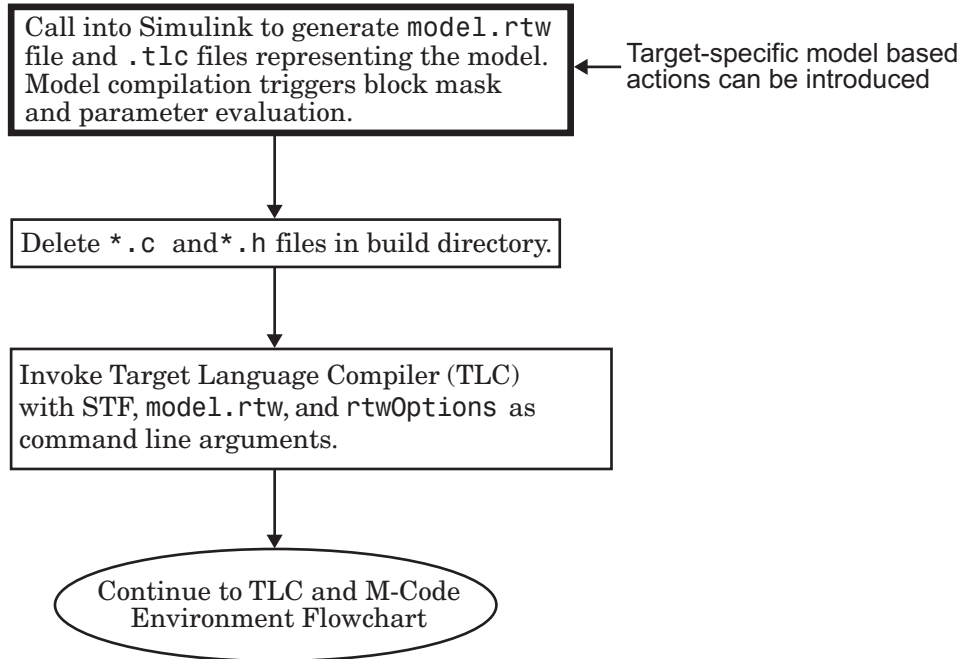 Call into Simulink to generate model.rtw
file and .tlc files representing the model.
Model compilation triggers block mask
and parameter evaluation.
Target-specific model based
actions can be introduced
Delete *.c and*.h files in build directory.
Invoke Target Language Compiler (TLC)
with STF, model.rtw, and rtwOptions as
command line arguments.
Continue to TLC and M-Code
Environment Flowchart